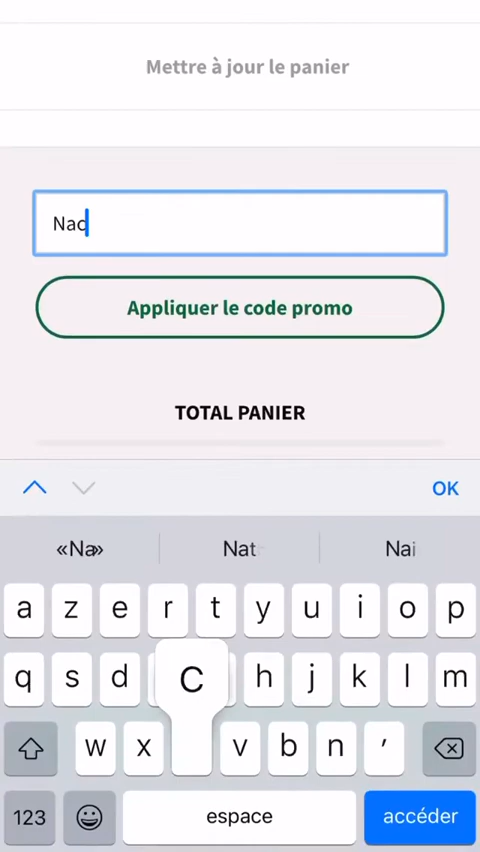 Mettre à jour le panier
Nac
Appliquer le code promo
TOTAL PANIER
OK
«Na» Nat Nai
a z e r t y u i o p
q s d C h j k l m
w x v b n ’
123 espace accéder